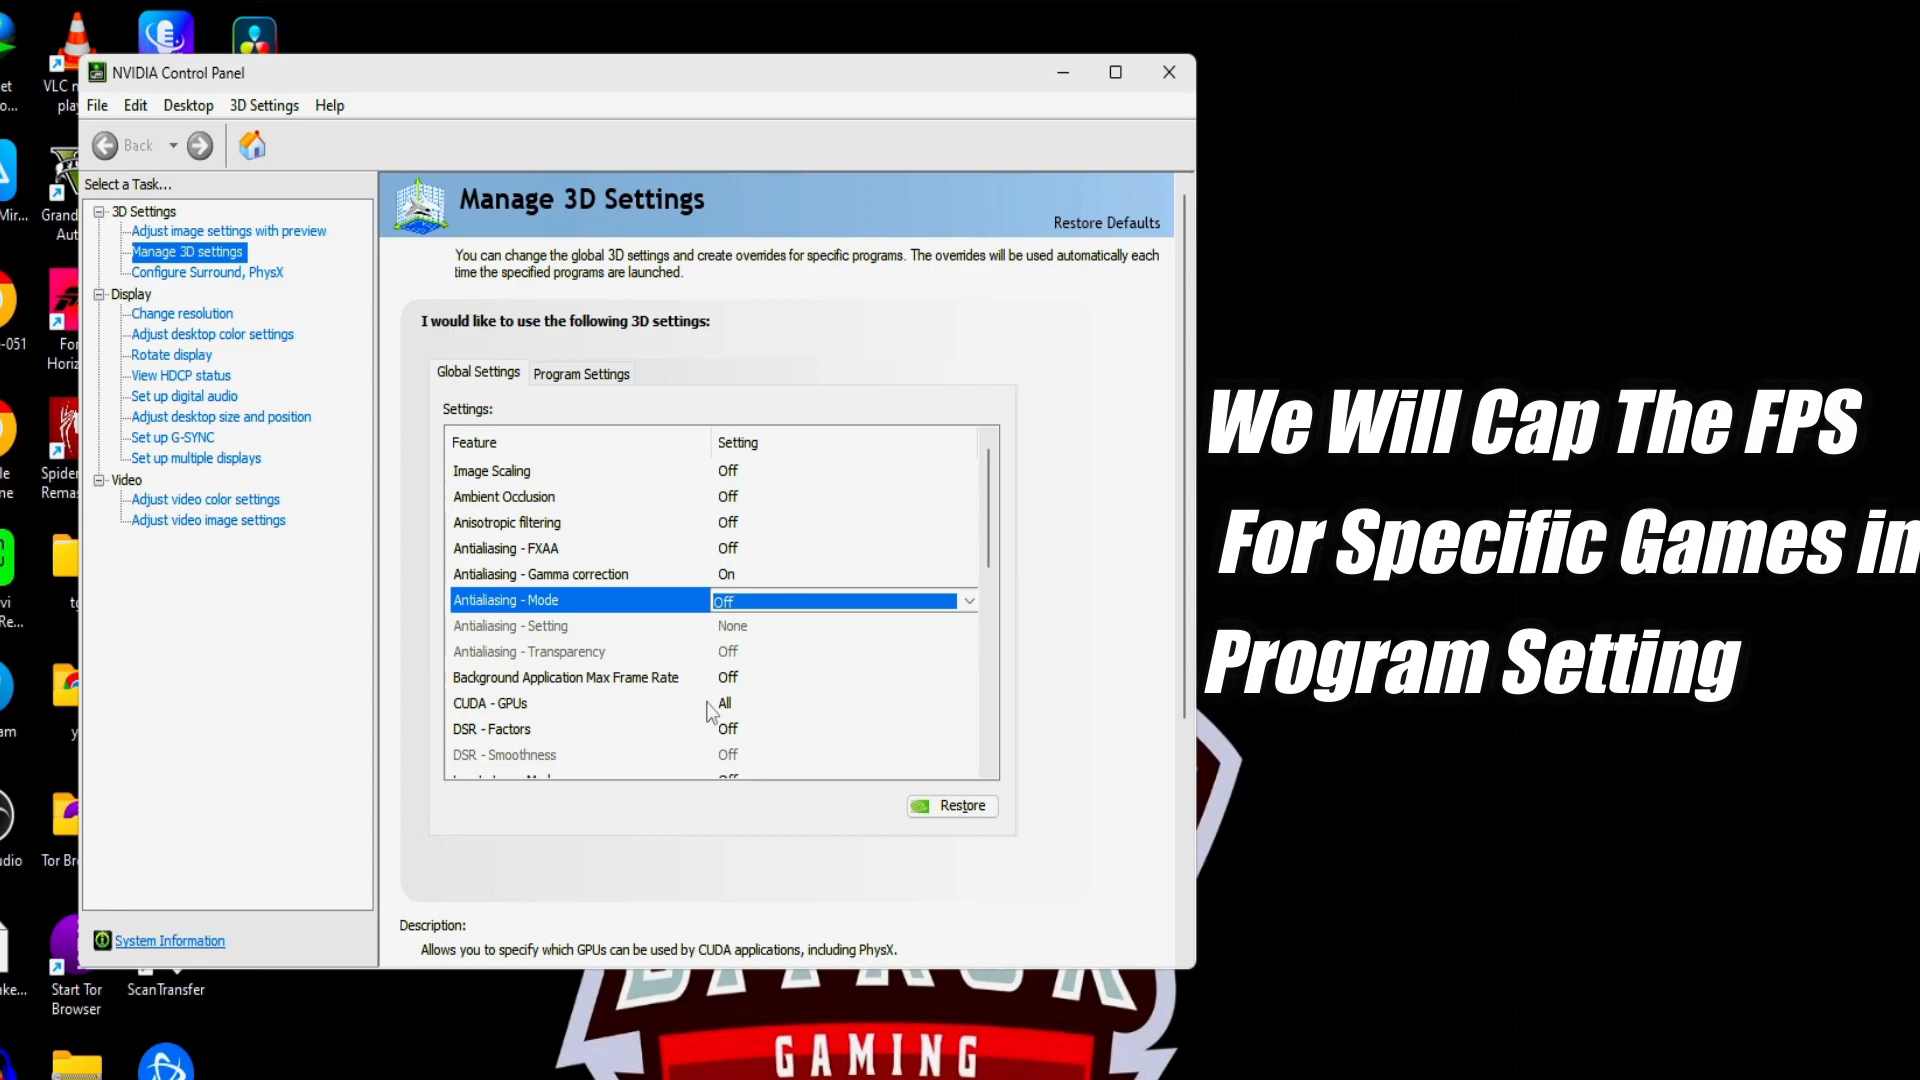 NVIDIA Control Panel
File Edit Desktop 3D Settings Help
Back
Select a Task...
3D Settings
Adjust image settings with preview
Manage 3D settings
Configure Surround, PhysX
Display
Change resolution
Adjust desktop color settings
Rotate display
View HDCP status
Set up digital audio
Adjust desktop size and position
Set up G-SYNC
Set up multiple displays
Video
Adjust video color settings
Adjust video image settings
System Information
Manage 3D Settings
Restore Defaults
You can change the global 3D settings and create overrides for specific programs. The overrides will be used automatically each
time the specified programs are launched.
I would like to use the following 3D settings:
Global Settings Program Settings
Settings:
Feature Setting
Image Scaling Off
Ambient Occlusion Off
Anisotropic filtering Off
Antialiasing - FXAA Off
Antialiasing - Gamma correction On
Antialiasing - Mode Off
Antialiasing - Setting None
Antialiasing - Transparency Off
Background Application Max Frame Rate Off
CUDA - GPUs All
DSR - Factors Off
DSR - Smoothness Off
Restore
Description:
Allows you to specify which GPUs can be used by CUDA applications, including PhysX.
We Will Cap The FPS
For Specific Games in
Program Setting
VLC
Grand
Start Tor
Browser
ScanTransfer
GAMING